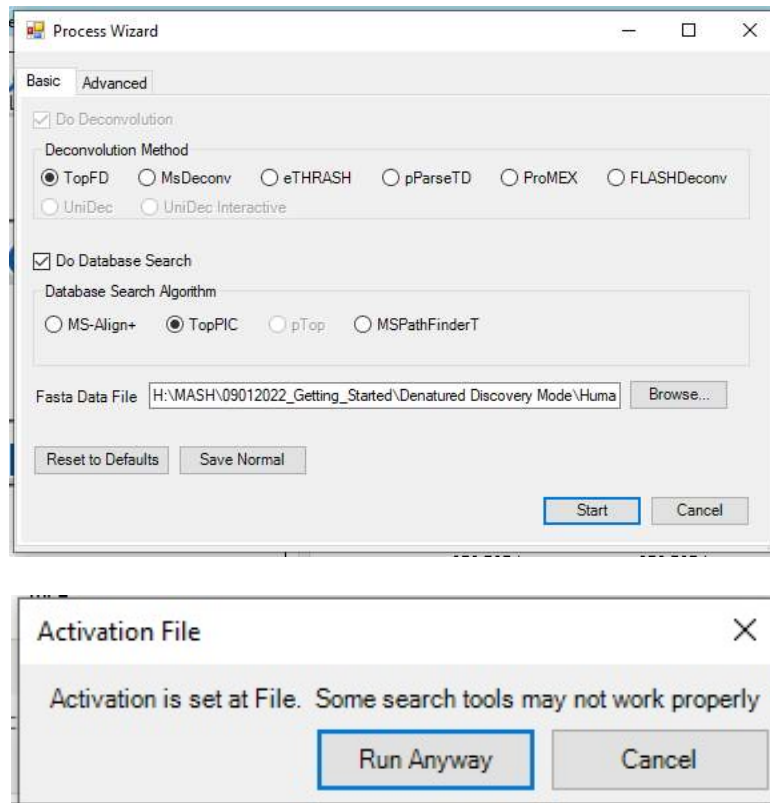 Process Wizard
Basic Advanced
Do Deconvolution
Deconvolution Method
TopFD MsDeconv eTHRASH pParseTD ProMEX FLASHDeconv
UniDec UniDec Interactive
Do Database Search
Database Search Algorithm
MS-Align+ TopPIC pTop MSPathFinderT
Fasta Data File H:\MASH\09012022_Getting_Started\Denatured Discovery Mode\Huma Browse...
Reset to Defaults Save Normal
Start Cancel
Activation File
Activation is set at File. Some search tools may not work properly
Run Anyway Cancel